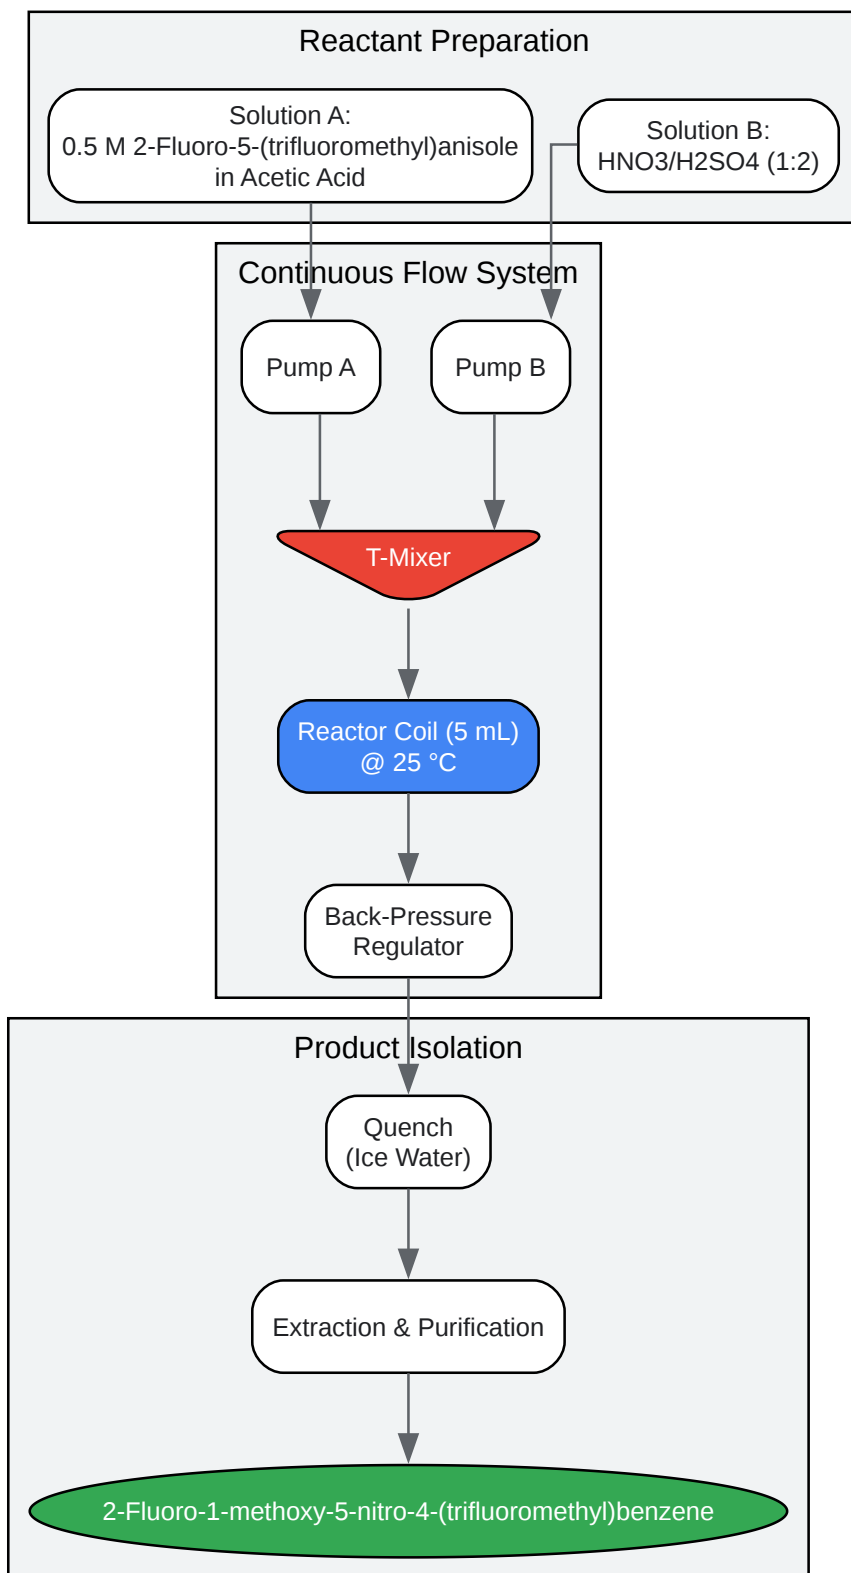 Reactant Preparation
Solution A:
0.5 M 2-Fluoro-5-(trifluoromethyl)anisole
in Acetic Acid
Solution B:
HNO3/H2SO4 (1:2)
Continuous Flow System
Pump A
Pump B
T-Mixer
Reactor Coil (5 mL)
@ 25 °C
Back-Pressure
Regulator
Product Isolation
Quench
(Ice Water)
Extraction & Purification
2-Fluoro-1-methoxy-5-nitro-4-(trifluoromethyl)benzene